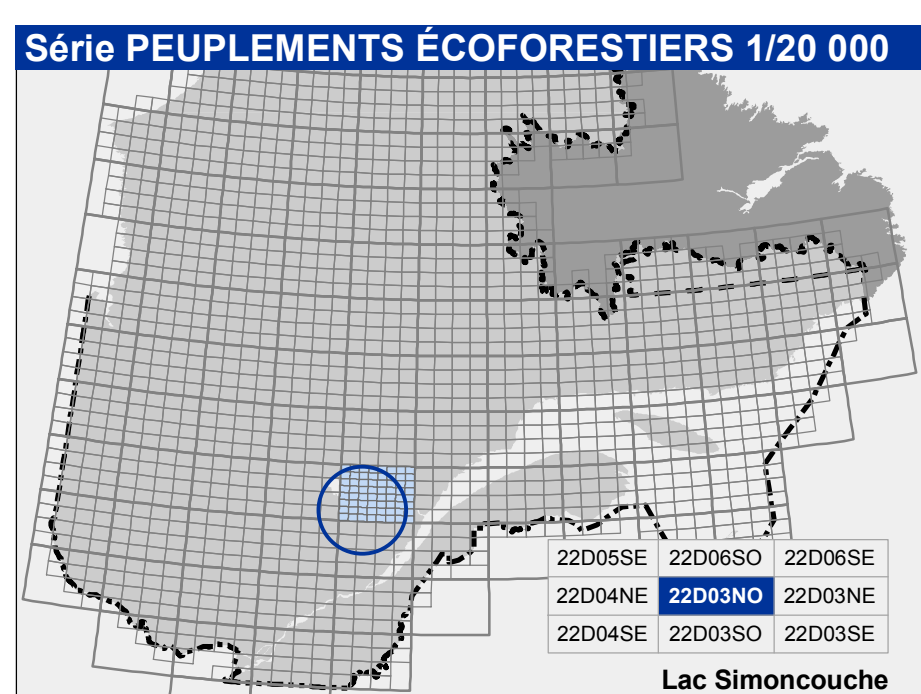 Série PEUPLEMENTS ÉCOFORESTIERS 1/20 000
22D05SE 22D06SO 22D06SE
22D04NE 22D03NO 22D03NE
22D04SE 22D03SO 22D03SE
Lac Simoncouche